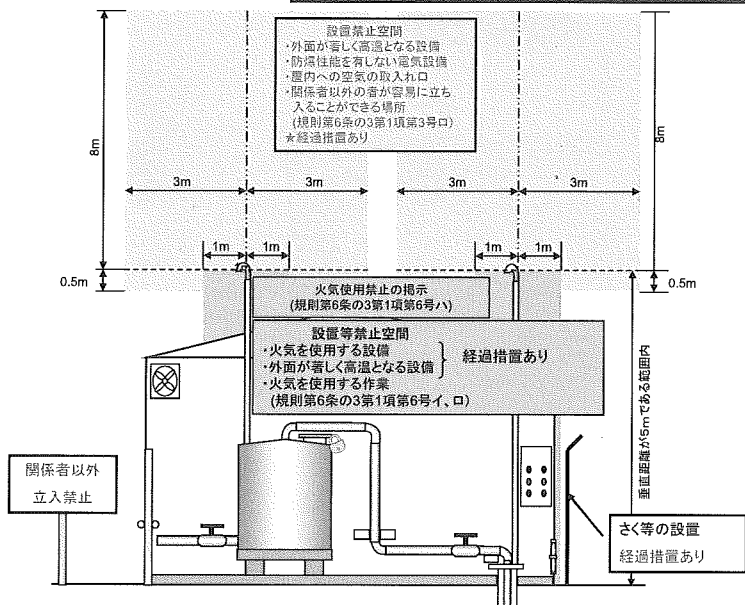 設置禁止空間
・外面が著しく高温となる設備
・防爆性能を有しない電気設備
・屋内への空気の取入れ口
・関係者以外の者が容易に立ち
入ることができる場所
(規則第6条の3第1項第3号ロ)
★経過措置あり
8m
8m
3m
3m
3m
3m
1m
1m
1m
1m
0.5m
0.5m
火気使用禁止の掲示
(規則第6条の3第1項第6号ハ)
設置等禁止空間
・火気を使用する設備
・外面が著しく高温となる設備
経過措置あり
・火気を使用する作業
(規則第6条の3第1項第6号イ、ロ)
垂直距離が5mである範囲内
関係者以外
立入禁止
さく等の設置
経過措置あり